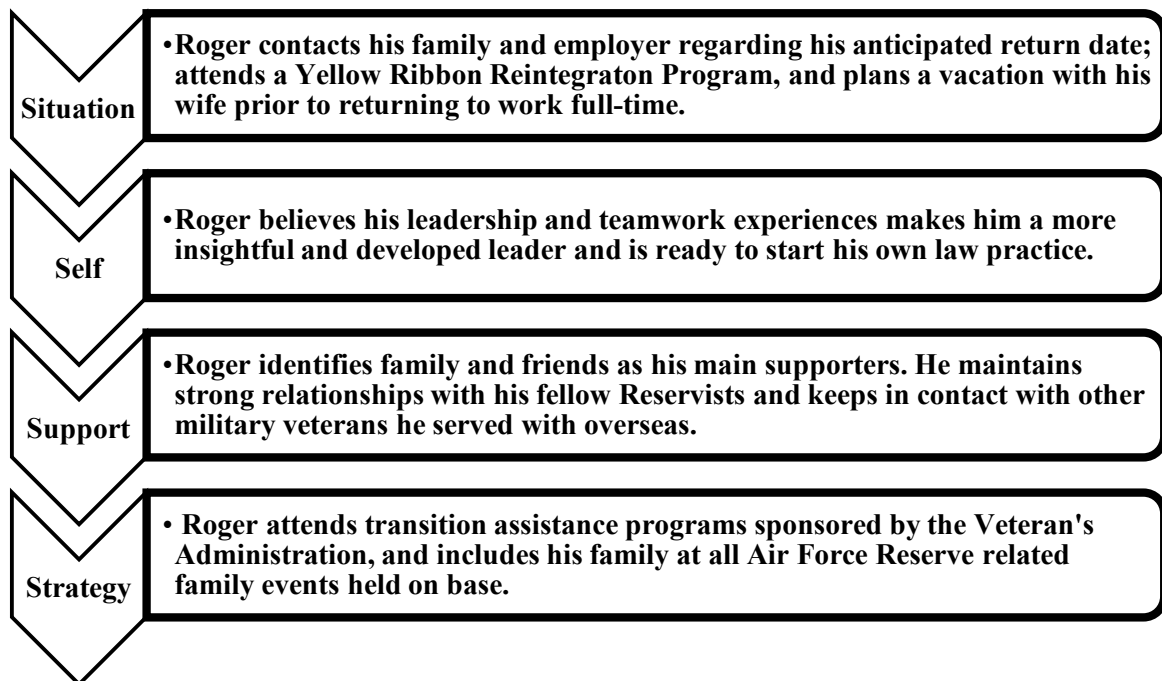 Situation
•Roger contacts his family and employer regarding his anticipated return date;
attends a Yellow Ribbon Reintegraton Program, and plans a vacation with his
wife prior to returning to work full-time.
Self
•Roger believes his leadership and teamwork experiences makes him a more
insightful and developed leader and is ready to start his own law practice.
Support
•Roger identifies family and friends as his main supporters. He maintains
strong relationships with his fellow Reservists and keeps in contact with other
military veterans he served with overseas.
Strategy
• Roger attends transition assistance programs sponsored by the Veteran's
Administration, and includes his family at all Air Force Reserve related
family events held on base.